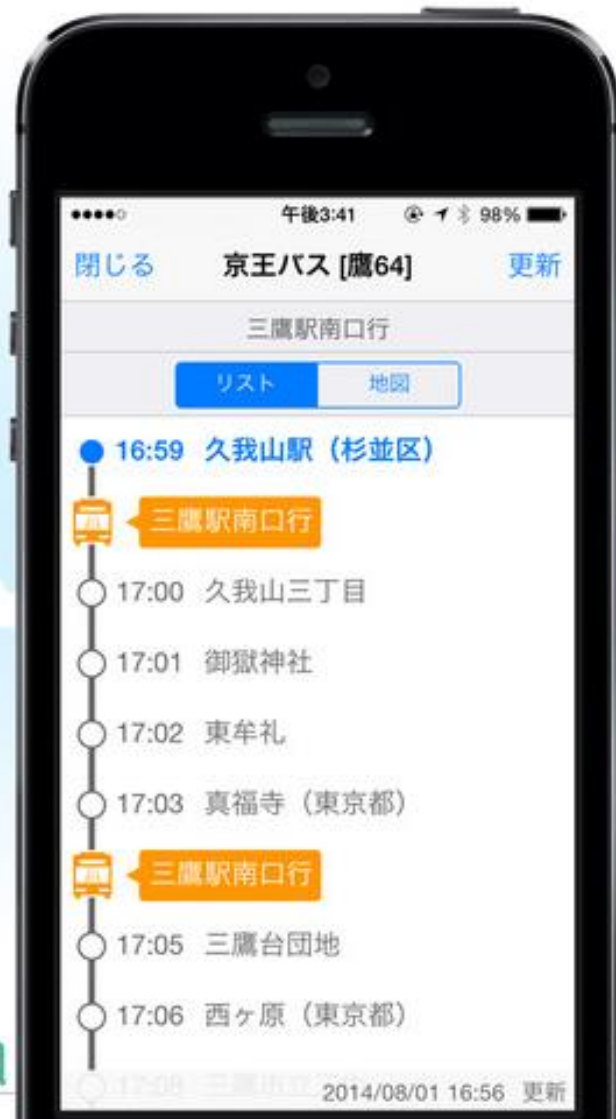 午後3:41 98%
閉じる 京王バス [鷹64] 更新
三鷹駅南口行
リスト 地図
16:59 久我山駅（杉並区）
三鷹駅南口行
17:00 久我山三丁目
17:01 御獄神社
17:02 東牟礼
17:03 真福寺（東京都）
三鷹駅南口行
17:05 三鷹台団地
17:06 西ヶ原（東京都）
17:08
2014/08/01 16:56 更新